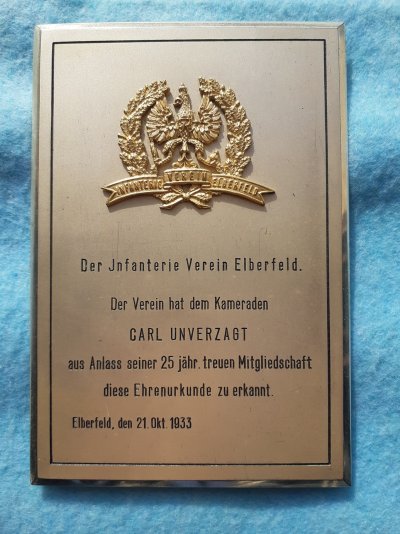 INFANTERIE VEREIN ELBERFELD
Der Jnfanterie Verein Elberfeld.
Der Verein hat dem Kameraden
CARL UNVERZAGT
aus Anlass seiner 25 jähr. treuen Mitgliedschaft
diese Ehrenurkunde zu erkannt.
Elberfeld, den 21. Okt. 1933